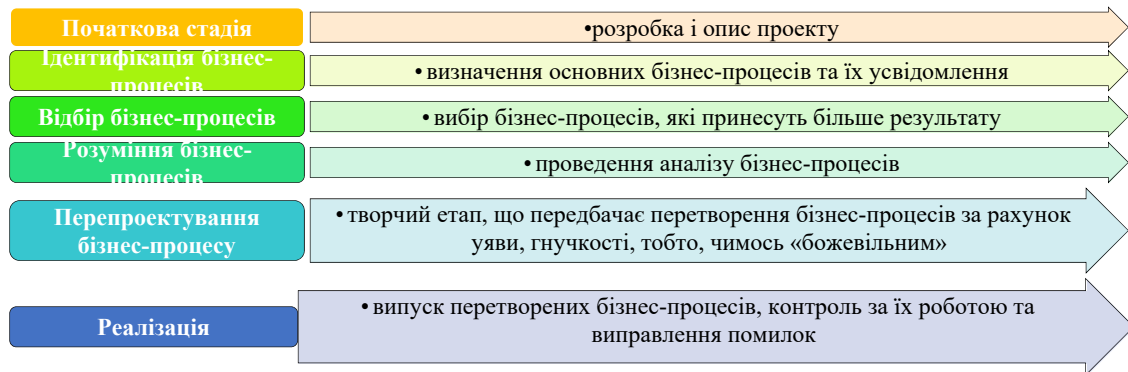 Початкова стадія
•розробка і опис проекту
Ідентифікація бізнес-
процесів
• визначення основних бізнес-процесів та їх усвідомлення
Відбір бізнес-процесів
• вибір бізнес-процесів, які принесуть більше результату
Розуміння бізнес-
процесів
• проведення аналізу бізнес-процесів
Перепроектування
бізнес-процесу
• творчий етап, що передбачає перетворення бізнес-процесів за рахунок
уяви, гнучкості, тобто, чимось «божевільним»
Реалізація
• випуск перетворених бізнес-процесів, контроль за їх роботою та
виправлення помилок